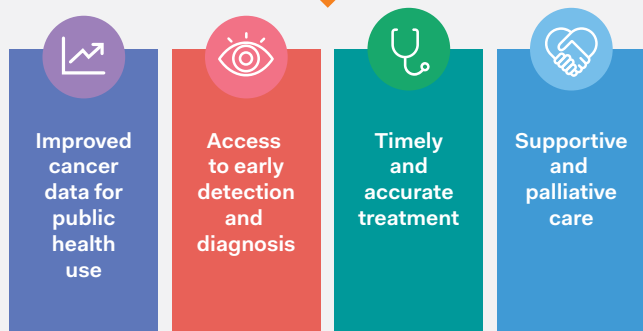 Improved
cancer
data for
public
health
use
Access
to early
detection
and
diagnosis
Timely
and
accurate
treatment
Supportive
and
palliative
care